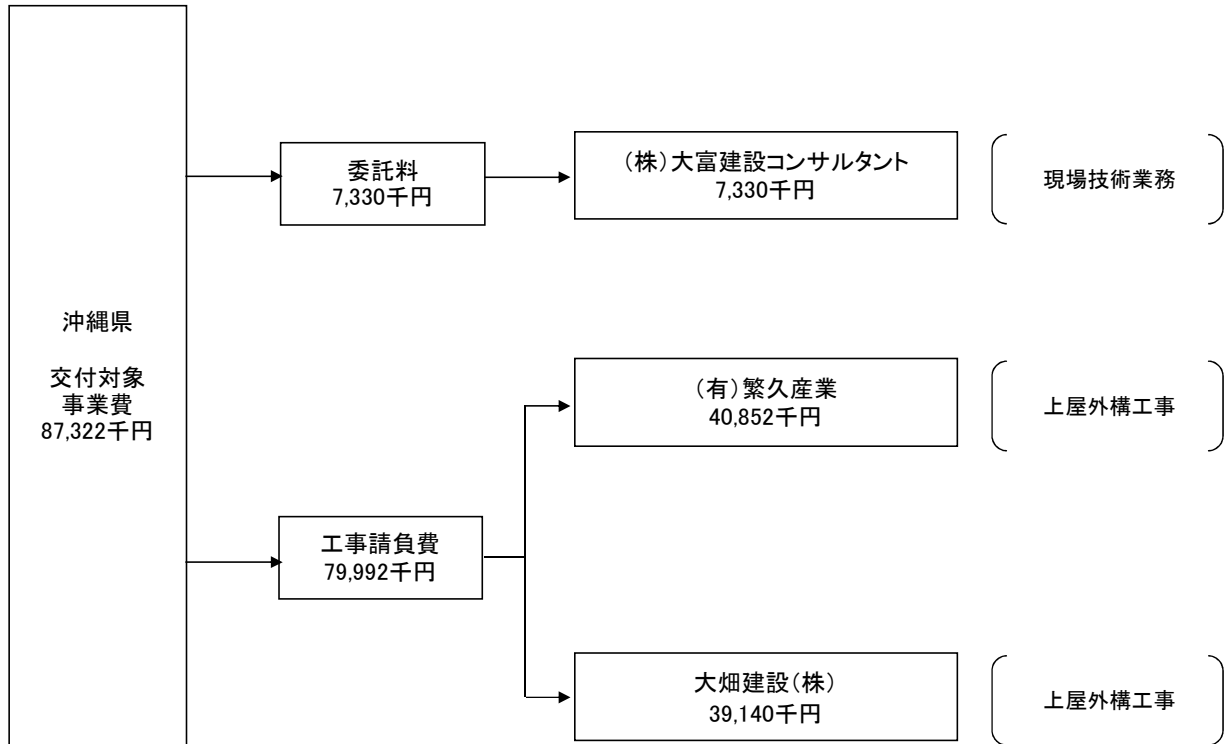 沖縄県
交付対象
事業費
87,322千円
委託料
7,330千円
（株）大富建設コンサルタント
7,330千円
現場技術業務
工事請負費
79,992千円
（有）繁久産業
40,852千円
上屋外構工事
大畑建設（株）
39,140千円
上屋外構工事